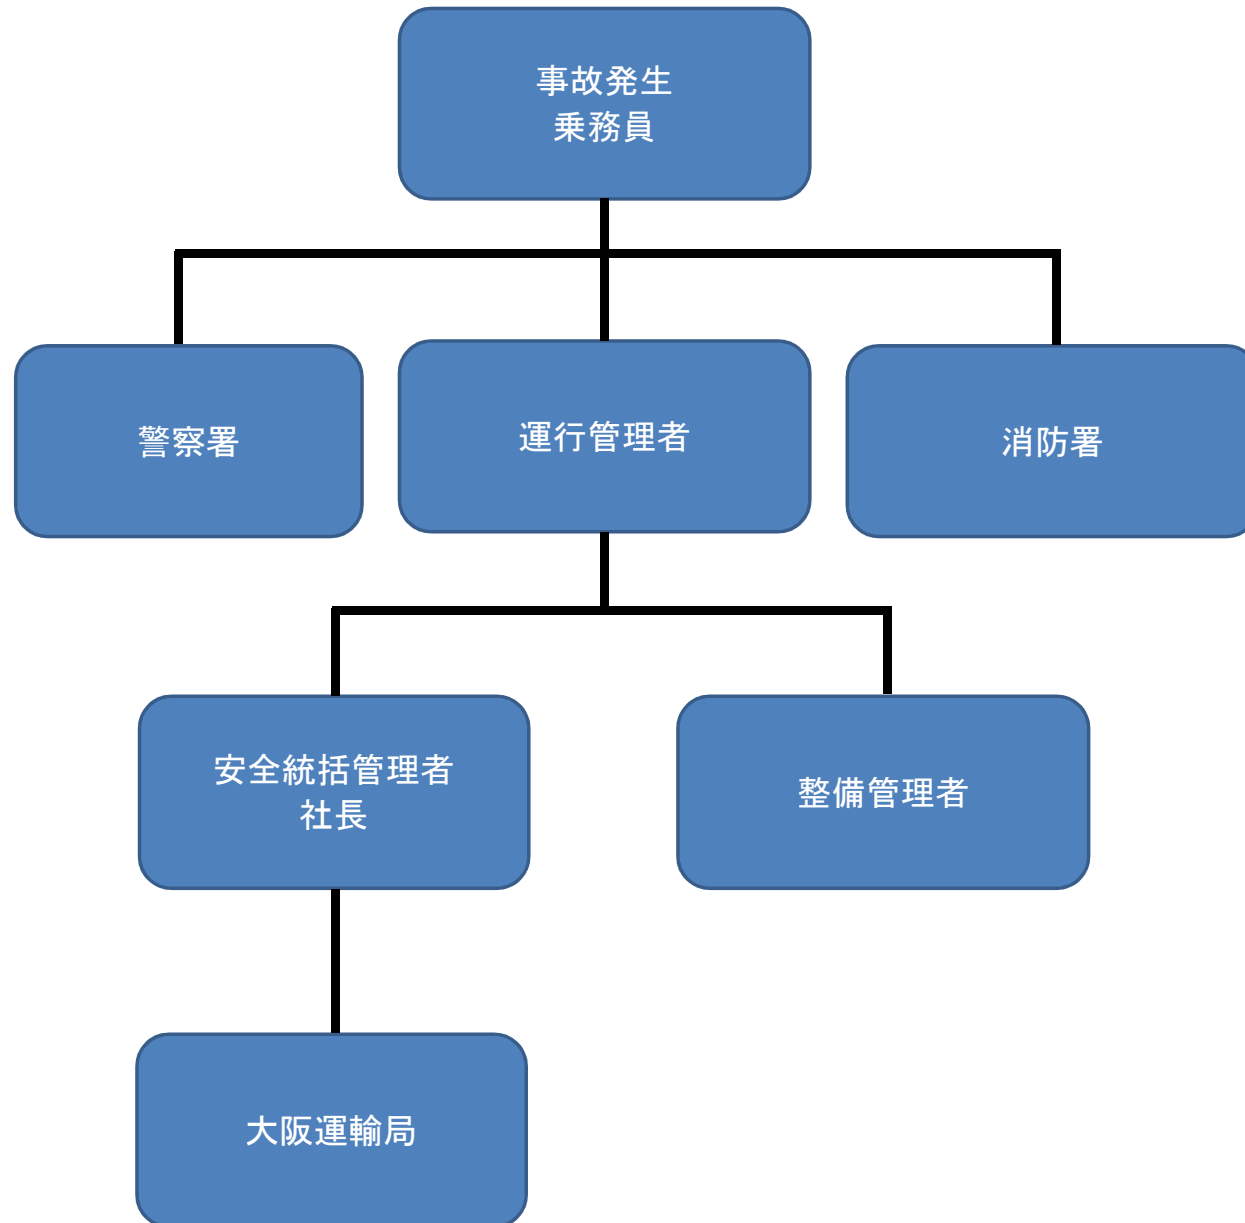 事故発生
乗務員
警察署
運行管理者
消防署
安全統括管理者
社長
整備管理者
大阪運輸局